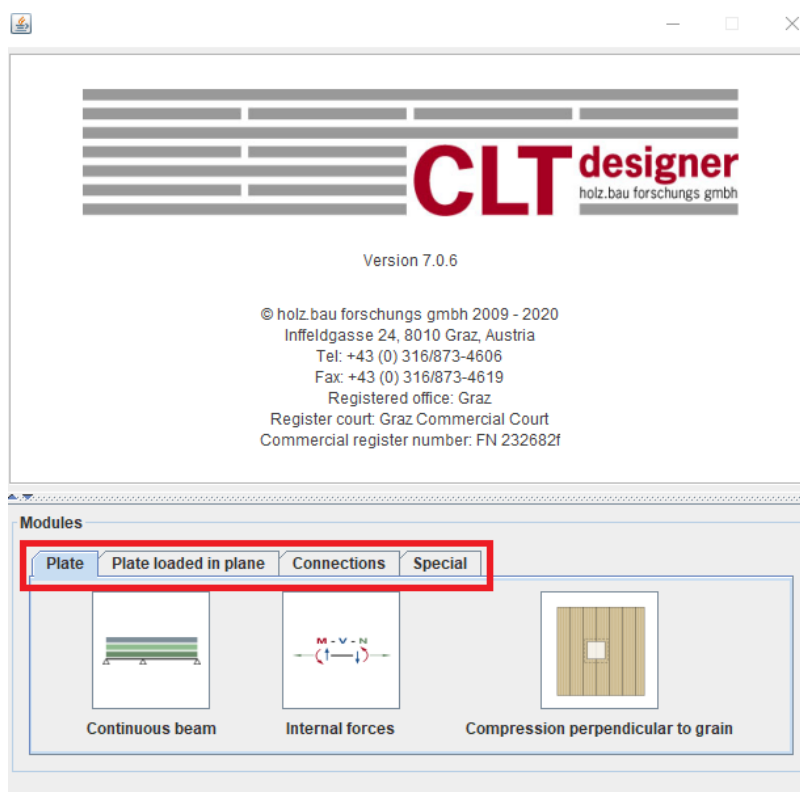 CLT designer
holz.bau forschungs gmbh
Version 7.0.6
© holz.bau forschungs gmbh 2009 - 2020
Inffeldgasse 24, 8010 Graz, Austria
Tel: +43 (0) 316/873-4606
Fax: +43 (0) 316/873-4619
Registered office: Graz
Register court: Graz Commercial Court
Commercial register number: FN 232682f
Modules
Plate Plate loaded in plane Connections Special
M - V - N
Continuous beam Internal forces Compression perpendicular to grain